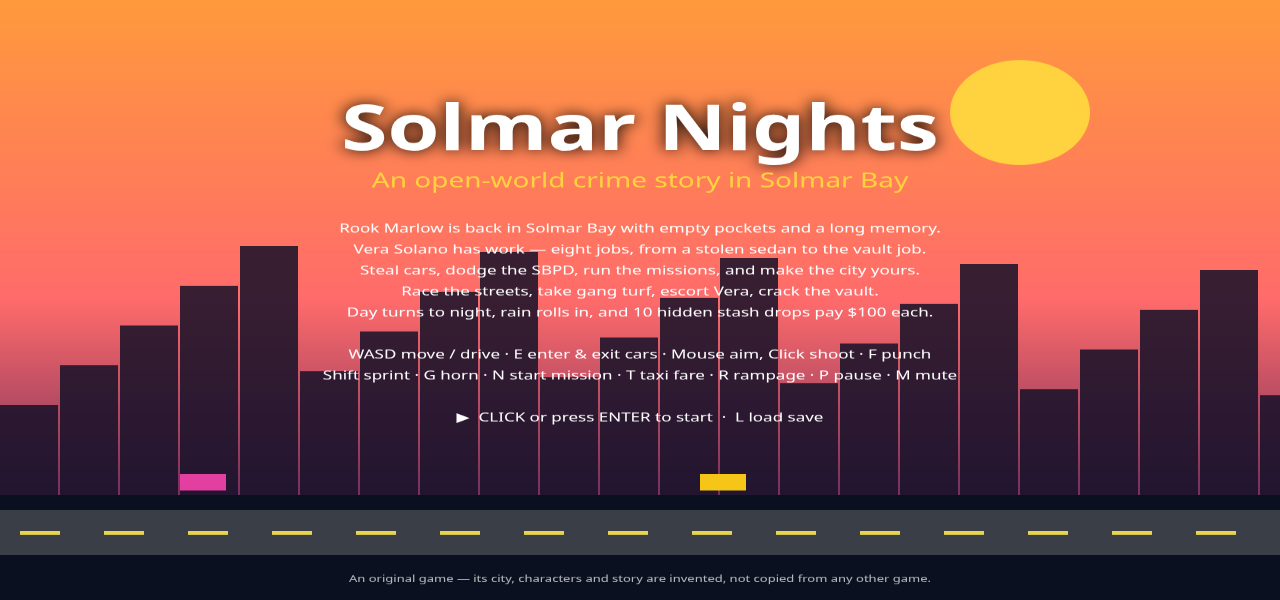 Solmar Nights
An open-world crime story in Solmar Bay
Rook Marlow is back in Solmar Bay with empty pockets and a long memory.
Vera Solano has work — eight jobs, from a stolen sedan to the vault job.
Steal cars, dodge the SBPD, run the missions, and make the city yours.
Race the streets, take gang turf, escort Vera, crack the vault.
Day turns to night, rain rolls in, and 10 hidden stash drops pay $100 each.
WASD move / drive · E enter & exit cars · Mouse aim, Click shoot · F punch
Shift sprint · G horn · N start mission · T taxi fare · R rampage · P pause · M mute
► CLICK or press ENTER to start · L load save
An original game — its city, characters and story are invented, not copied from any other game.